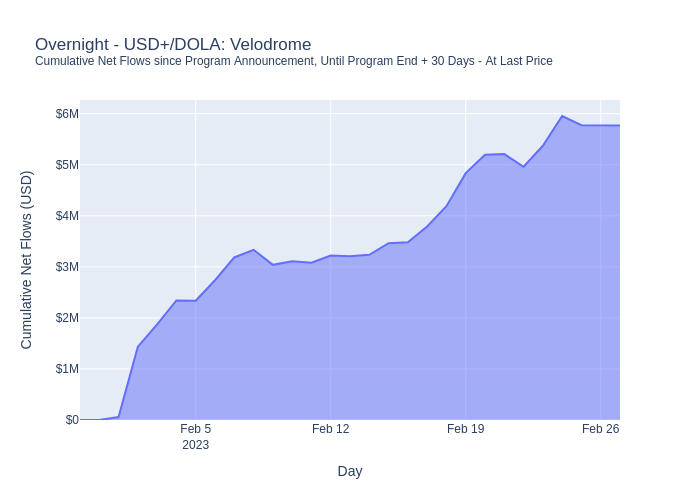 Overnight - USD+/DOLA: Velodrome
Cumulative Net Flows since Program Announcement, Until Program End + 30 Days - At Last Price
Cumulative Net Flows (USD)
$6M
$5M
$4M
$3M
$2M
$1M
$0
Feb 5
2023
Feb 12
Feb 19
Feb 26
Day